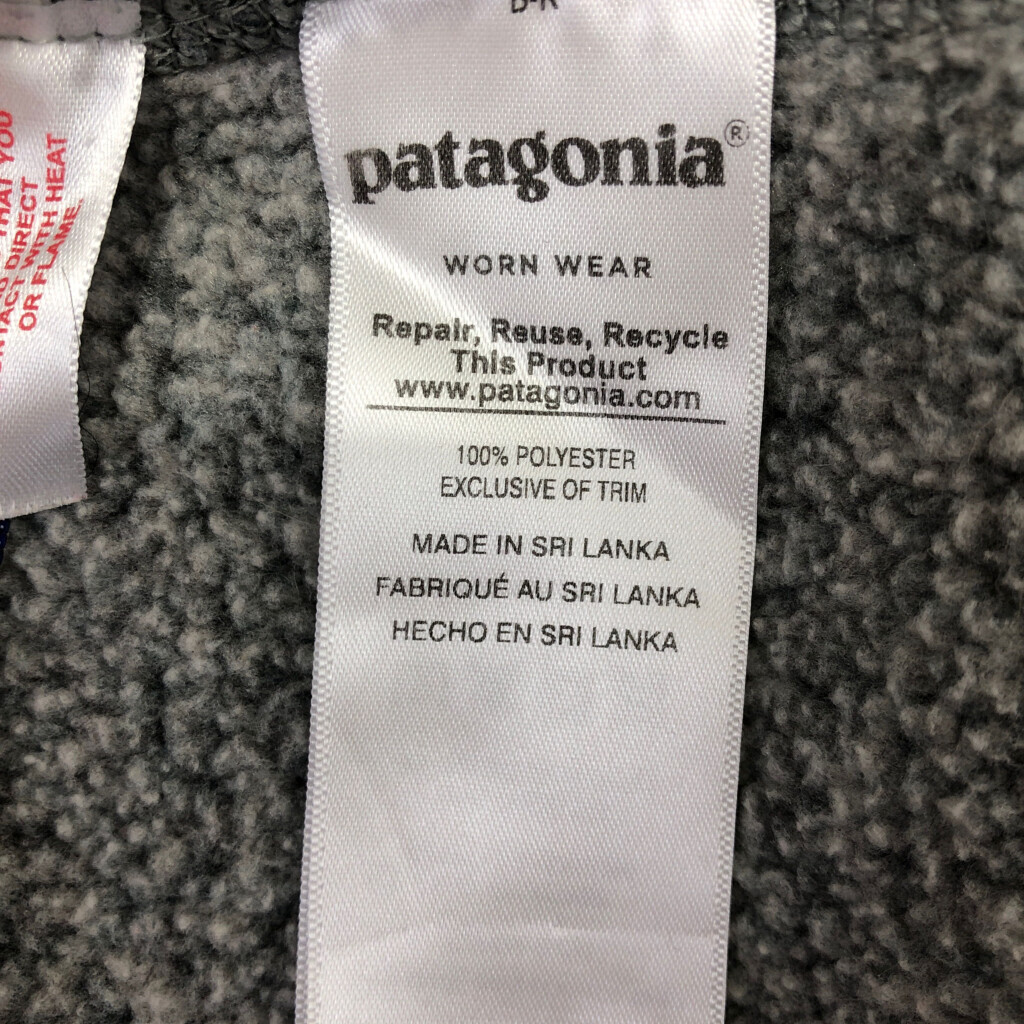 THAT YOU
DIRECT
WITH HEAT
OR FLAME.
patagonia®
WORN WEAR
Repair, Reuse, Recycle
This Product
www.patagonia.com
100% POLYESTER
EXCLUSIVE OF TRIM
MADE IN SRI LANKA
FABRIQUÉ AU SRI LANKA
HECHO EN SRI LANKA